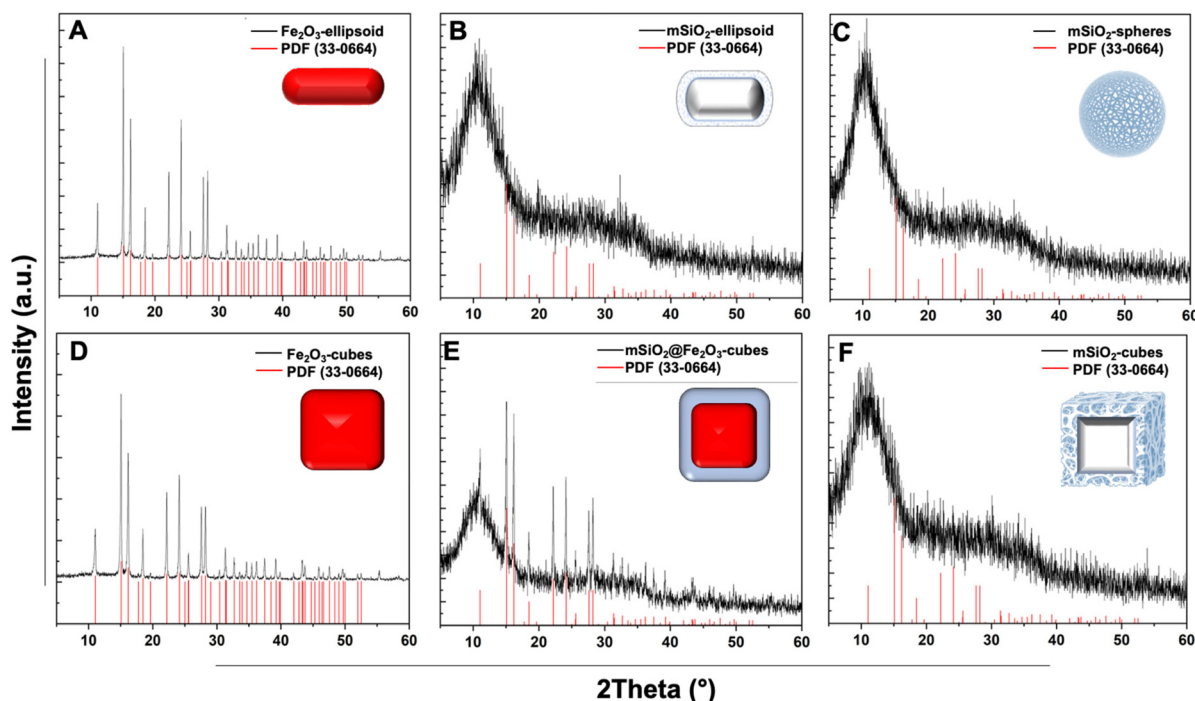 Intensity (a.u.)
A
Fe₂O₃-ellipsoid
PDF (33-0664)
10 20 30 40 50 60
B
mSiO₂-ellipsoid
PDF (33-0664)
10 20 30 40 50 60
C
mSiO₂-spheres
PDF (33-0664)
10 20 30 40 50 60
D
Fe₂O₃-cubes
PDF (33-0664)
10 20 30 40 50 60
E
mSiO₂@Fe₂O₃-cubes
PDF (33-0664)
10 20 30 40 50 60
F
mSiO₂-cubes
PDF (33-0664)
10 20 30 40 50 60
2Theta (°)